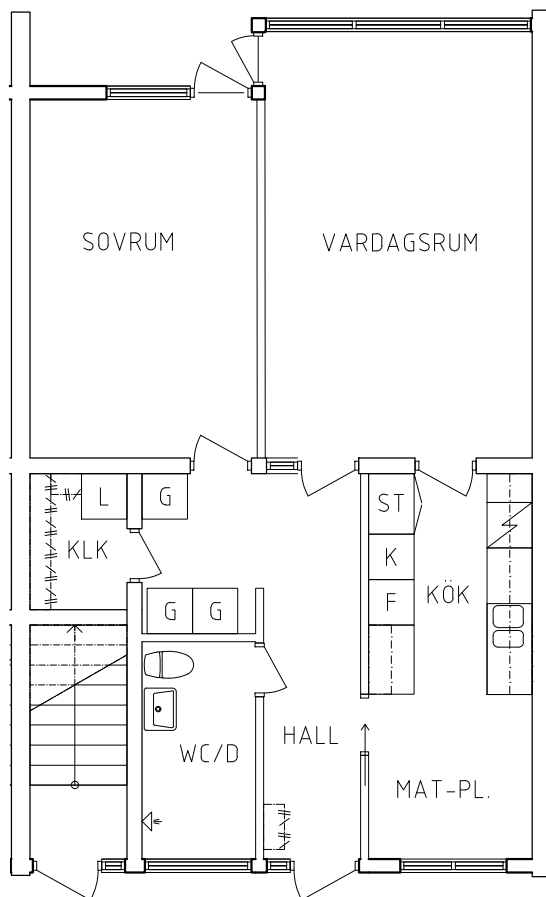 SOVRUM
VARDAGSRUM
L
G
ST
KLK
K
KÖK
F
G
G
HALL
WC/D
MAT-PL.